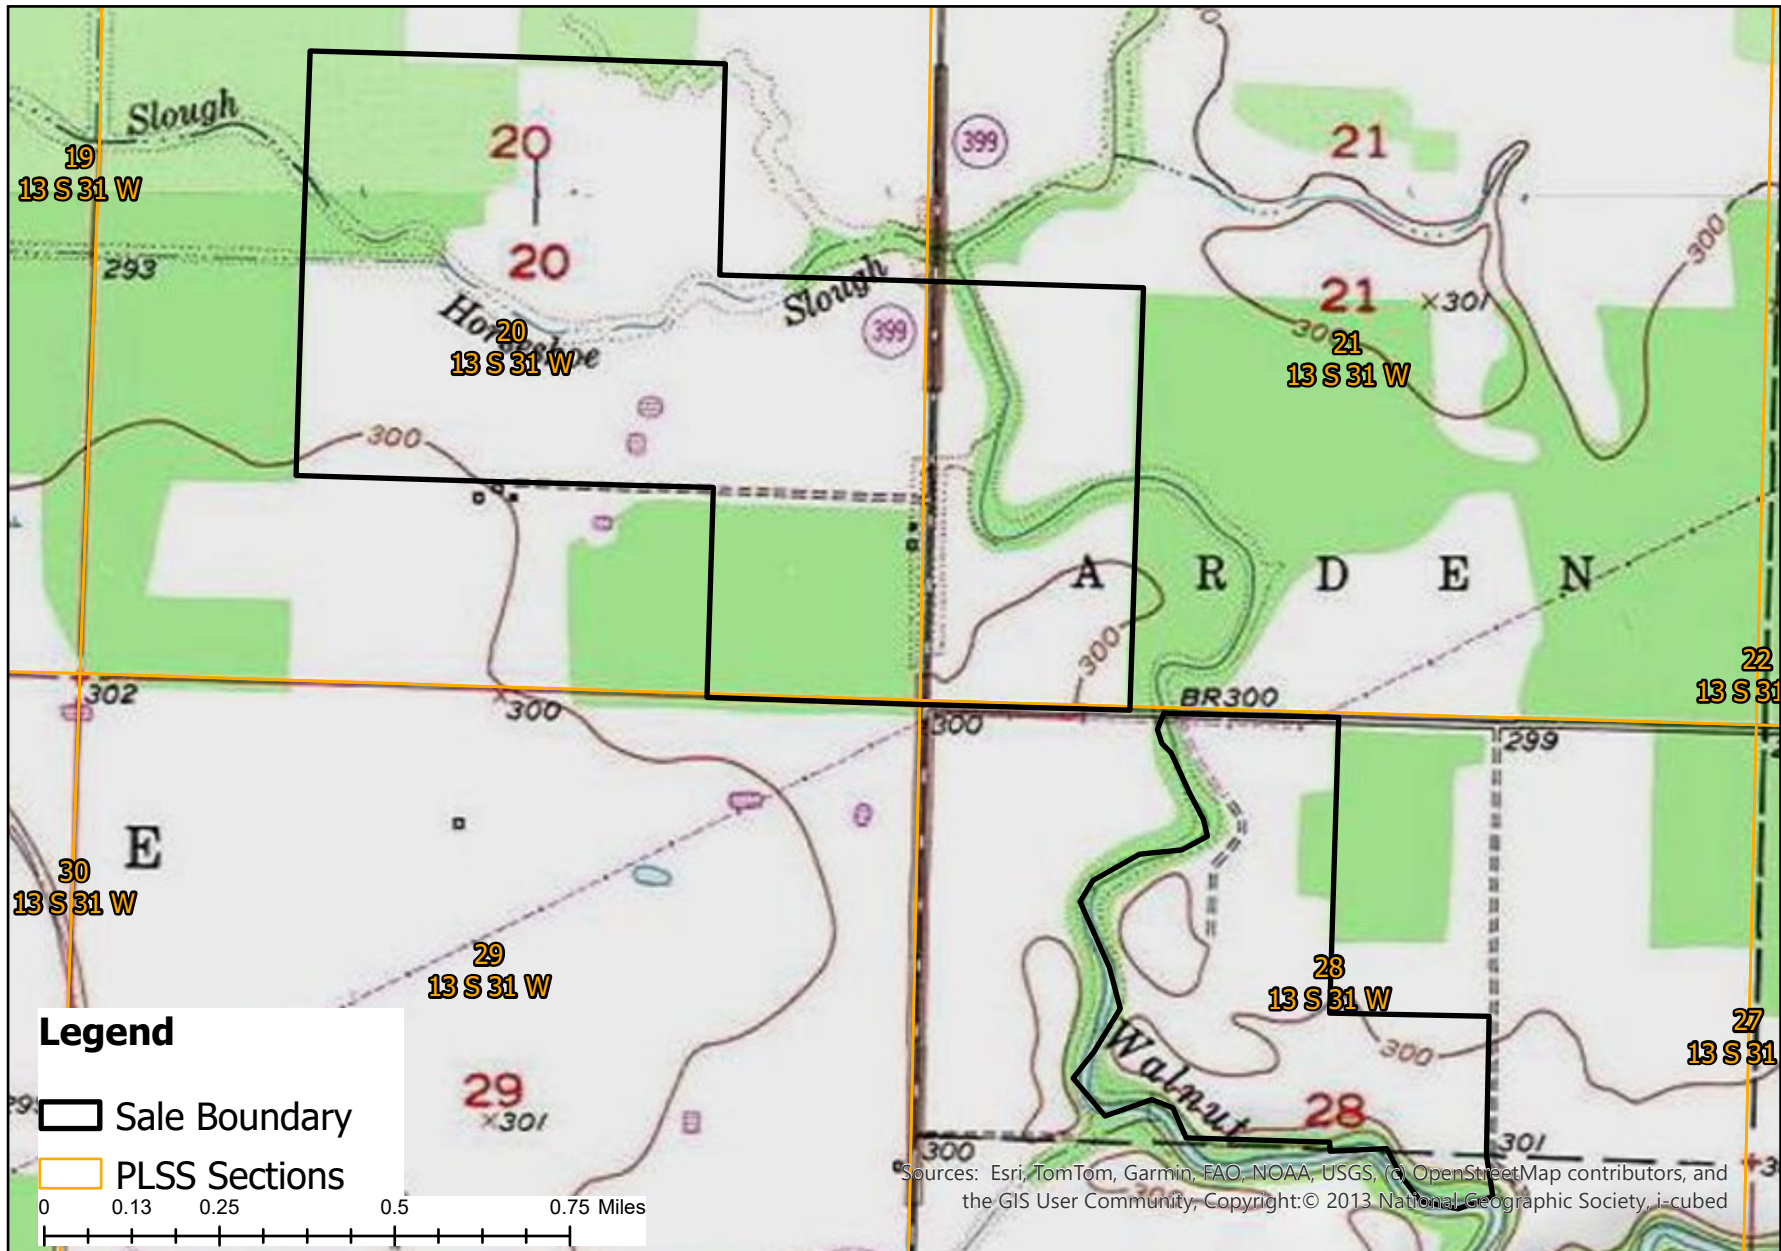 Slough
20
399
21
19
13 S 31 W
293
20
Slough
300
21
301
Horseshoe
20
13 S 31 W
399
300
21
13 S 31 W
300
A R D E N
300
302
300
BR300
22
13 S 31
300
299
E
30
13 S 31 W
29
13 S 31 W
28
13 S 31 W
27
13 S 31
Walnut
300
29
301
28
300
301
Legend
Sale Boundary
PLSS Sections
0 0.13 0.25 0.5 0.75 Miles
Sources: Esri, TomTom, Garmin, FAO, NOAA, USGS, (c) OpenStreetMap contributors, and
the GIS User Community, Copyright:© 2013 National Geographic Society, i-cubed